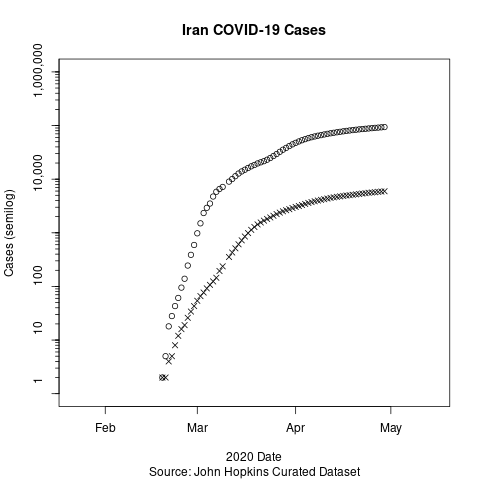 Iran COVID-19 Cases
Cases (semilog)
1,000,000
10,000
100
10
1
Feb
Mar
Apr
May
2020 Date
Source: John Hopkins Curated Dataset